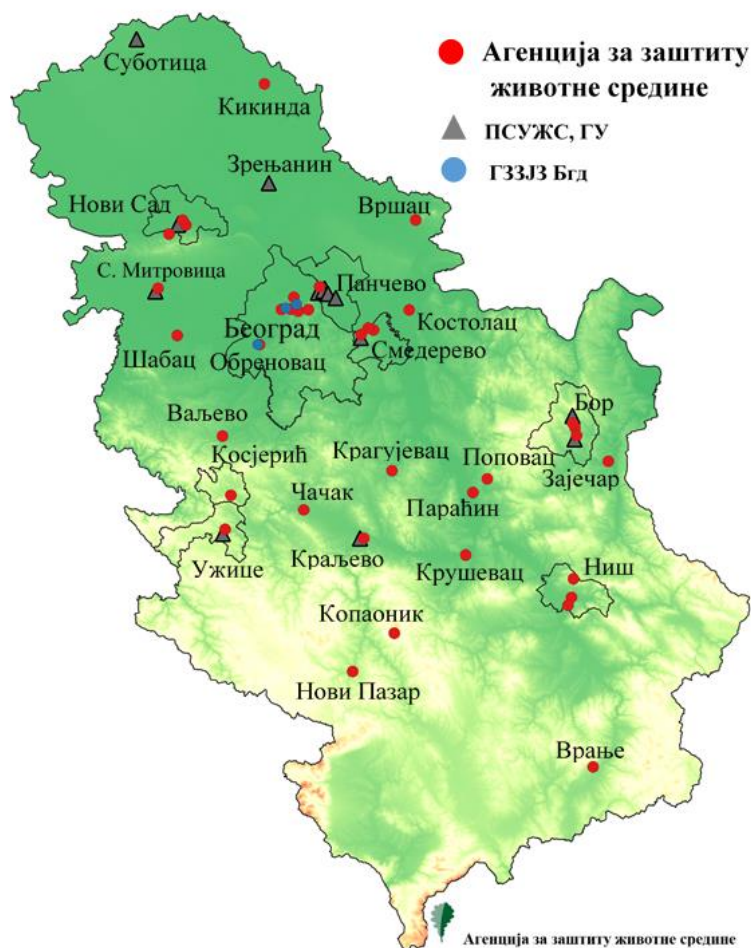 Суботица
Агенција за заштиту
животне средине
ПСУЖС, ГУ
ГЗЗЈЗ Бгд
Кикинда
Зрењанин
Нови Сад
Вршац
С. Митровица
Панчево
Београд
Костолац
Шабац
Обреновац
Смедерево
Ваљево
Бор
Косјерић
Крагујевац
Поповац
Зајечар
Чачак
Параћин
Ужице
Краљево
Крушевац
Ниш
Копаоник
Нови Пазар
Врање
Агенција за заштиту животне средине